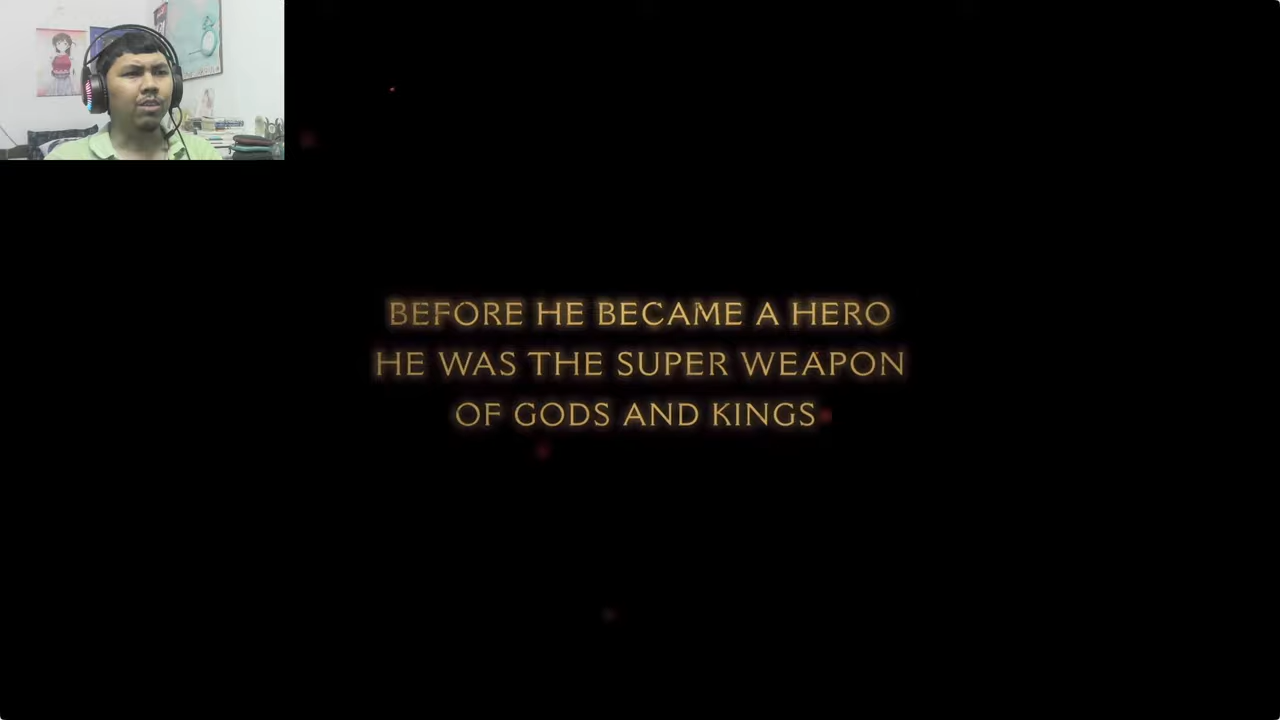 BEFORE HE BECAME A HERO
HE WAS THE SUPER WEAPON
OF GODS AND KINGS